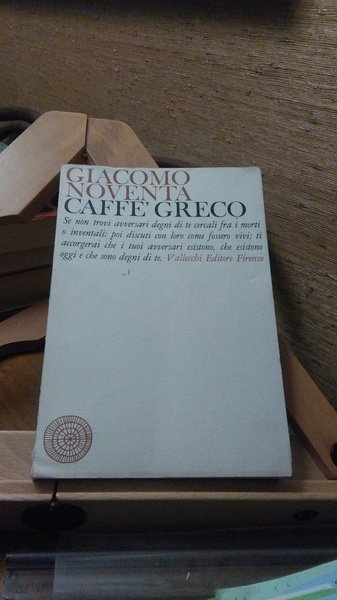 GIACOMO
NOVENTA
CAFFE' GRECO
Se non trovi avversari degni di te cercali fra i morti
o inventali: poi discuti con loro come fossero vivi; ti
accorgerai che i tuoi avversari esistono, che esistono
oggi e che sono degni di te. Vallecchi Editore Firenze